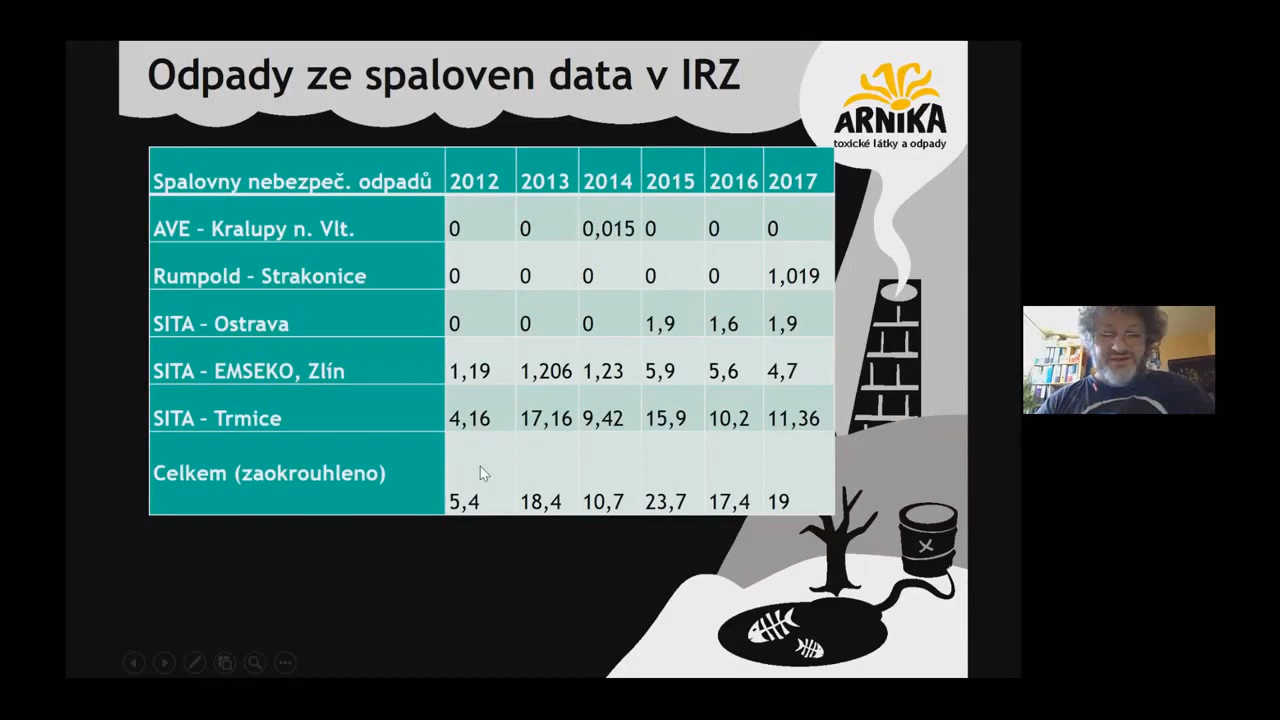 Odpady ze spaloven data v IRZ
ARNIKA
toxické látky a odpady
Spalovny nebezpeč. odpadů 2012 2013 2014 2015 2016 2017
AVE – Kralupy n. Vlt. 0 0 0,015 0 0 0
Rumpold – Strakonice 0 0 0 0 0 1,019
SITA – Ostrava 0 0 0 1,9 1,6 1,9
SITA – EMSEKO, Zlín 1,19 1,206 1,23 5,9 5,6 4,7
SITA – Trmice 4,16 17,16 9,42 15,9 10,2 11,36
Celkem (zaokrouhleno) 5,4 18,4 10,7 23,7 17,4 19